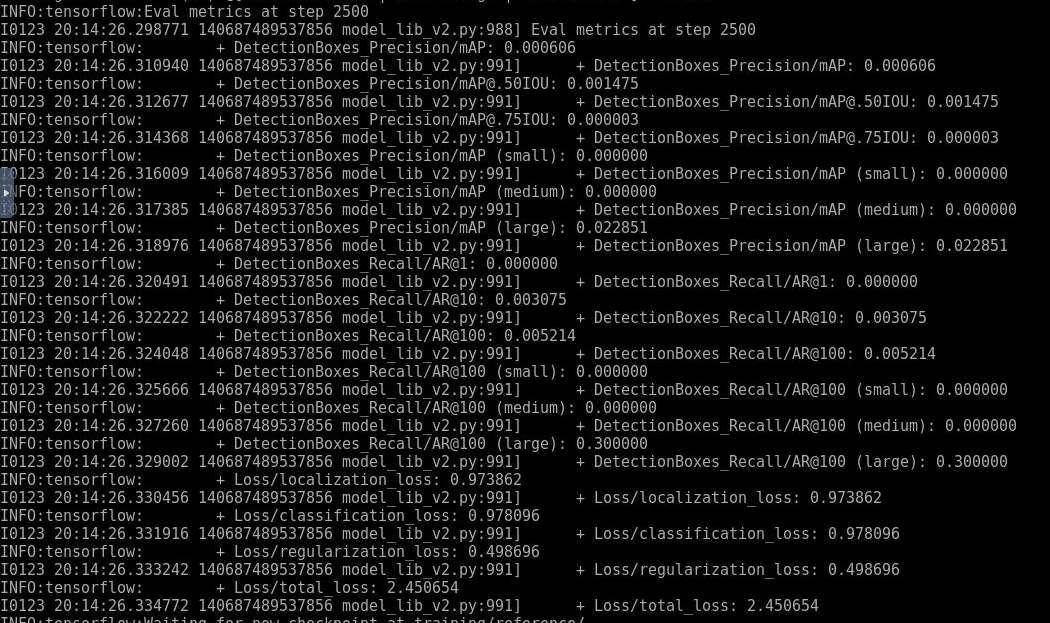 INFO:tensorflow:Eval metrics at step 2500
I0123 20:14:26.298771 140687489537856 model_lib_v2.py:988] Eval metrics at step 2500
INFO:tensorflow:        + DetectionBoxes_Precision/mAP: 0.000606
I0123 20:14:26.310940 140687489537856 model_lib_v2.py:991]      + DetectionBoxes_Precision/mAP: 0.000606
INFO:tensorflow:        + DetectionBoxes_Precision/mAP@.50IOU: 0.001475
I0123 20:14:26.312677 140687489537856 model_lib_v2.py:991]      + DetectionBoxes_Precision/mAP@.50IOU: 0.001475
INFO:tensorflow:        + DetectionBoxes_Precision/mAP@.75IOU: 0.000003
I0123 20:14:26.314368 140687489537856 model_lib_v2.py:991]      + DetectionBoxes_Precision/mAP@.75IOU: 0.000003
INFO:tensorflow:        + DetectionBoxes_Precision/mAP (small): 0.000000
I0123 20:14:26.316009 140687489537856 model_lib_v2.py:991]      + DetectionBoxes_Precision/mAP (small): 0.000000
INFO:tensorflow:        + DetectionBoxes_Precision/mAP (medium): 0.000000
I0123 20:14:26.317385 140687489537856 model_lib_v2.py:991]      + DetectionBoxes_Precision/mAP (medium): 0.000000
INFO:tensorflow:        + DetectionBoxes_Precision/mAP (large): 0.022851
I0123 20:14:26.318976 140687489537856 model_lib_v2.py:991]      + DetectionBoxes_Precision/mAP (large): 0.022851
INFO:tensorflow:        + DetectionBoxes_Recall/AR@1: 0.000000
I0123 20:14:26.320491 140687489537856 model_lib_v2.py:991]      + DetectionBoxes_Recall/AR@1: 0.000000
INFO:tensorflow:        + DetectionBoxes_Recall/AR@10: 0.003075
I0123 20:14:26.322222 140687489537856 model_lib_v2.py:991]      + DetectionBoxes_Recall/AR@10: 0.003075
INFO:tensorflow:        + DetectionBoxes_Recall/AR@100: 0.005214
I0123 20:14:26.324048 140687489537856 model_lib_v2.py:991]      + DetectionBoxes_Recall/AR@100: 0.005214
INFO:tensorflow:        + DetectionBoxes_Recall/AR@100 (small): 0.000000
I0123 20:14:26.325666 140687489537856 model_lib_v2.py:991]      + DetectionBoxes_Recall/AR@100 (small): 0.000000
INFO:tensorflow:        + DetectionBoxes_Recall/AR@100 (medium): 0.000000
I0123 20:14:26.327260 140687489537856 model_lib_v2.py:991]      + DetectionBoxes_Recall/AR@100 (medium): 0.000000
INFO:tensorflow:        + DetectionBoxes_Recall/AR@100 (large): 0.300000
I0123 20:14:26.329002 140687489537856 model_lib_v2.py:991]      + DetectionBoxes_Recall/AR@100 (large): 0.300000
INFO:tensorflow:        + Loss/localization_loss: 0.973862
I0123 20:14:26.330456 140687489537856 model_lib_v2.py:991]      + Loss/localization_loss: 0.973862
INFO:tensorflow:        + Loss/classification_loss: 0.978096
I0123 20:14:26.331916 140687489537856 model_lib_v2.py:991]      + Loss/classification_loss: 0.978096
INFO:tensorflow:        + Loss/regularization_loss: 0.498696
I0123 20:14:26.333242 140687489537856 model_lib_v2.py:991]      + Loss/regularization_loss: 0.498696
INFO:tensorflow:        + Loss/total_loss: 2.450654
I0123 20:14:26.334772 140687489537856 model_lib_v2.py:991]      + Loss/total_loss: 2.450654
INFO:tensorflow:Waiting for new checkpoint at training/reference/